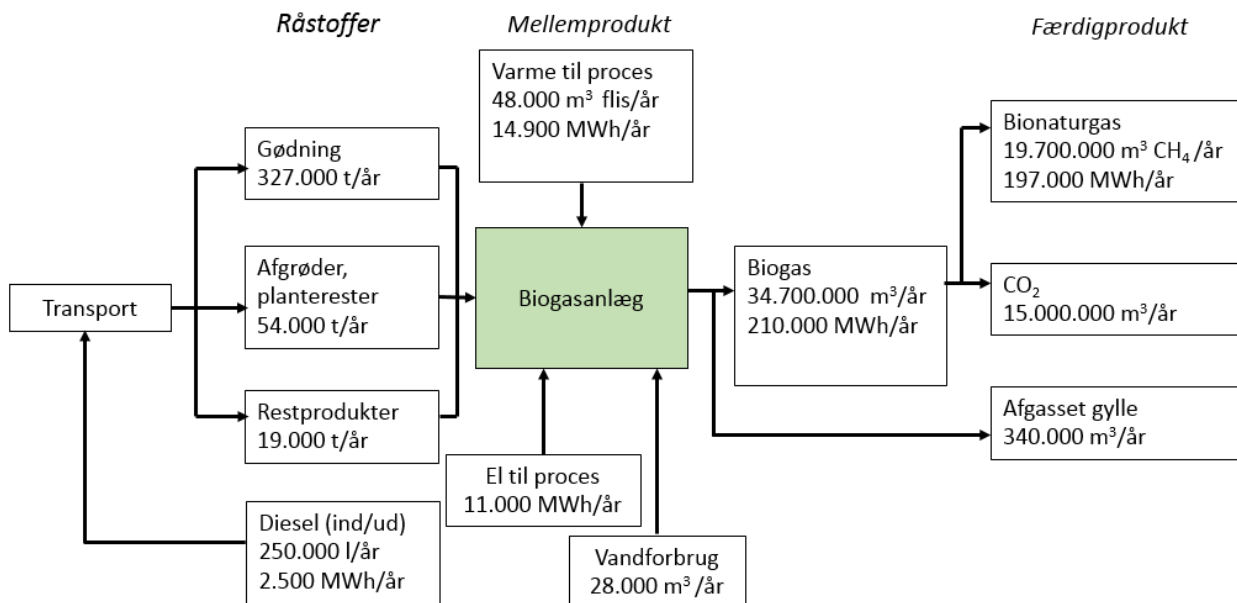 Råstoffer
Mellemprodukt
Færdigprodukt
Varme til proces
48.000 m³ flis/år
14.900 MWh/år
Gødning
327.000 t/år
Afgrøder,
planterester
54.000 t/år
Restprodukter
19.000 t/år
Transport
Diesel (ind/ud)
250.000 l/år
2.500 MWh/år
Biogasanlæg
El til proces
11.000 MWh/år
Vandforbrug
28.000 m³/år
Biogas
34.700.000 m³/år
210.000 MWh/år
Bionaturgas
19.700.000 m³ CH₄/år
197.000 MWh/år
CO₂
15.000.000 m³/år
Afgasset gylle
340.000 m³/år